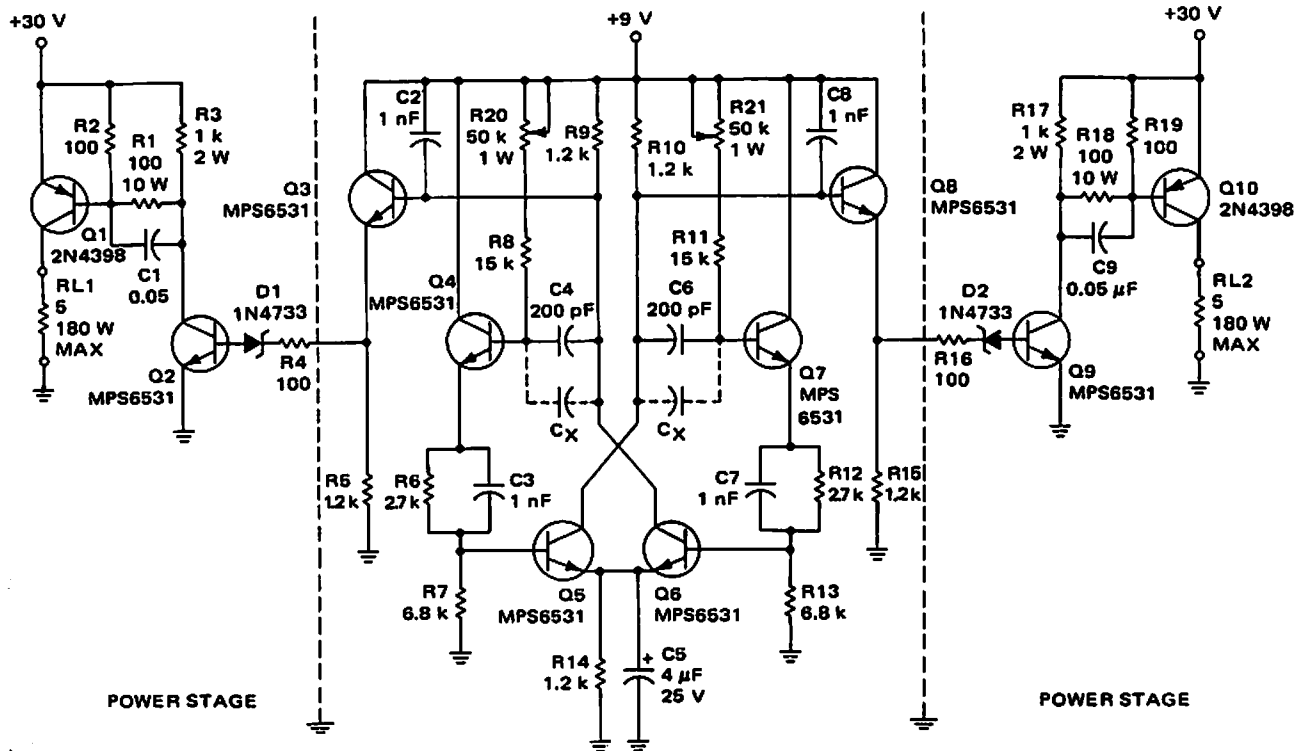 +30 V
+9 V
+30 V
R2
100
R1
100
10 W
R3
1 k
2 W
Q1
2N4398
C1
0.05
RL1
5
180 W
MAX
Q2
MPS6531
D1
1N4733
R4
100
Q3
MPS6531
C2
1 nF
R20
50 k
1 W
R9
1.2 k
R10
1.2 k
R21
50 k
1 W
C8
1 nF
Q8
MPS6531
R8
15 k
R11
15 k
Q4
MPS6531
C4
200 pF
C6
200 pF
Q7
MPS
6531
CX
CX
R5
1.2 k
R6
2.7 k
C3
1 nF
C7
1 nF
R12
2.7 k
R15
1.2 k
R7
6.8 k
Q5
MPS6531
Q6
MPS6531
R13
6.8 k
R14
1.2 k
+
C5
4 μF
25 V
R17
1 k
2 W
R18
100
10 W
R19
100
Q10
2N4398
C9
0.05 μF
D2
1N4733
R16
100
Q9
MPS6531
RL2
5
180 W
MAX
POWER STAGE
POWER STAGE